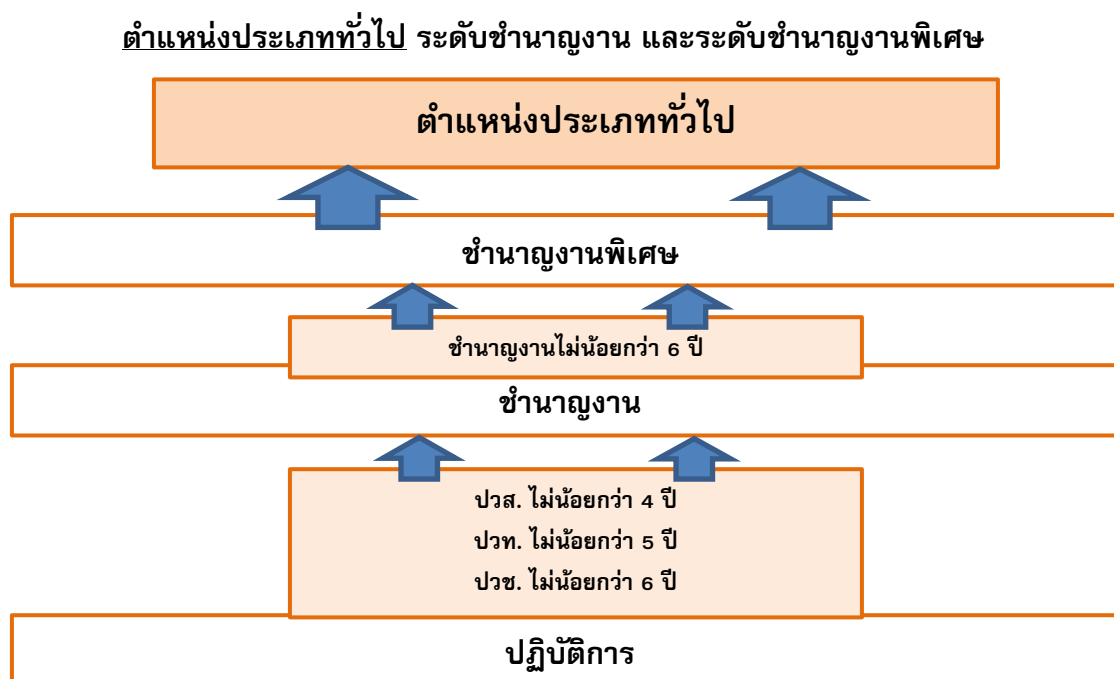 ตำแหน่งประเภททั่วไป ระดับชำนาญงาน และระดับชำนาญงานพิเศษ
ตำแหน่งประเภททั่วไป
ชำนาญงานพิเศษ
ชำนาญงานไม่น้อยกว่า 6 ปี
ชำนาญงาน
ปวส. ไม่น้อยกว่า 4 ปี
ปวท. ไม่น้อยกว่า 5 ปี
ปวช. ไม่น้อยกว่า 6 ปี
ปฏิบัติการ